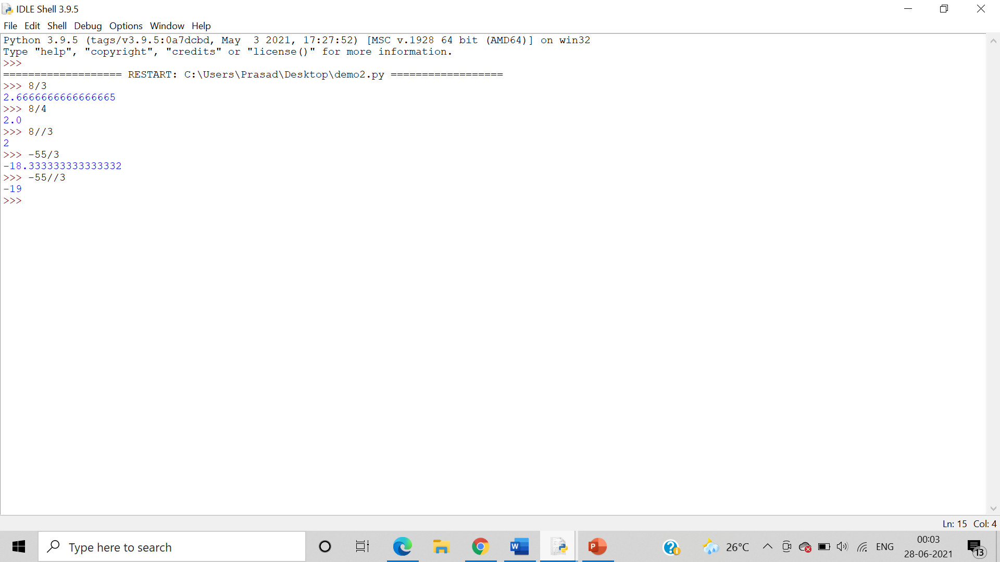 IDLE Shell 3.9.5
File Edit Shell Debug Options Window Help
Python 3.9.5 (tags/v3.9.5:0a7dcbd, May  3 2021, 17:27:52) [MSC v.1928 64 bit (AMD64)] on win32
Type "help", "copyright", "credits" or "license()" for more information.
>>>
=================== RESTART: C:\Users\Prasad\Desktop\demo2.py ==================
>>> 8/3
2.6666666666666665
>>> 8/4
2.0
>>> 8//3
2
>>> -55/3
-18.333333333333332
>>> -55//3
-19
>>>
Ln: 15 Col: 4
Type here to search
26°C
ENG
00:03
28-06-2021
13